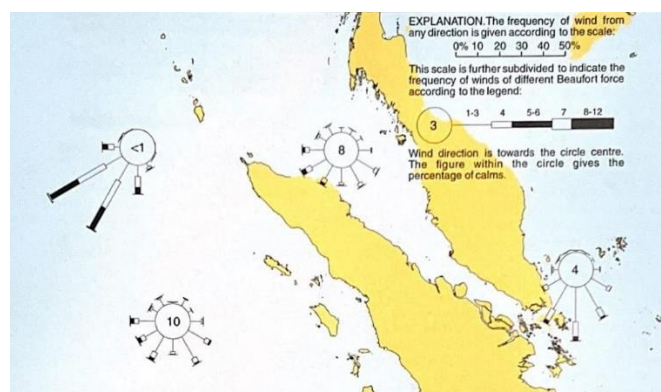 EXPLANATION. The frequency of wind from
any direction is given according to the scale:
0% 10 20 30 40 50%
This scale is further subdivided to indicate the
frequency of winds of different Beaufort force
according to the legend:
1-3 4 5-6 7 8-12
3
Wind direction is towards the circle centre.
The figure within the circle gives the
percentage of calms.
<1
8
4
10